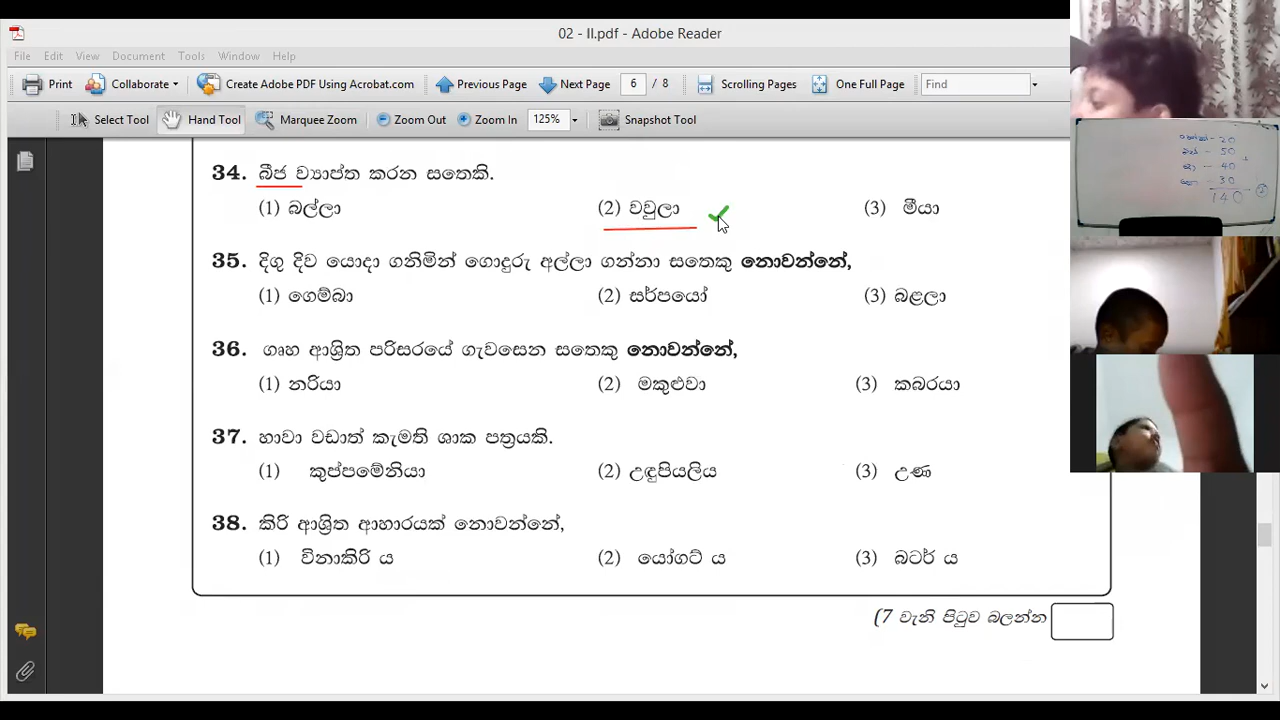 02 - II.pdf - Adobe Reader
File Edit View Document Tools Window Help
Print Collaborate Create Adobe PDF Using Acrobat.com Previous Page Next Page 6 / 8 Scrolling Pages One Full Page Find
Select Tool Hand Tool Marquee Zoom Zoom Out Zoom In 125% Snapshot Tool
34. බීජ ව්‍යාප්ත කරන සතෙකි.
(1) බල්ලා (2) වවුලා (3) මීයා
35. දිගු දිව යොදා ගනිමින් ගොදුරු අල්ලා ගන්නා සතෙකු නොවන්නේ,
(1) ගෙම්බා (2) සර්පයෝ (3) බළලා
36. ගෘහ ආශ්‍රිත පරිසරයේ ගැවසෙන සතෙකු නොවන්නේ,
(1) නරියා (2) මකුළුවා (3) කබරයා
37. හාවා වඩාත් කැමති ශාක පත්‍රයකි.
(1) කුප්පමේනියා (2) උඳුපියලිය (3) උණ
38. කිරි ආශ්‍රිත ආහාරයක් නොවන්නේ,
(1) විනාකිරි ය (2) යෝගට් ය (3) බටර් ය
(7 වැනි පිටුව බලන්න
20
50
40
30
140